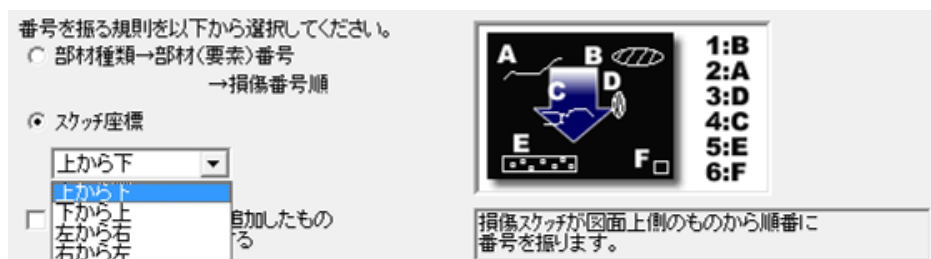 番号を振る規則を以下から選択してください。
部材種類→部材(要素)番号
→損傷番号順
スケッチ座標
上から下
上から下
下から上
左から右
右から左
追加したもの
る
A
B
C
D
E
F
1:B
2:A
3:D
4:C
5:E
6:F
損傷スケッチが図面上側のものから順番に
番号を振ります。